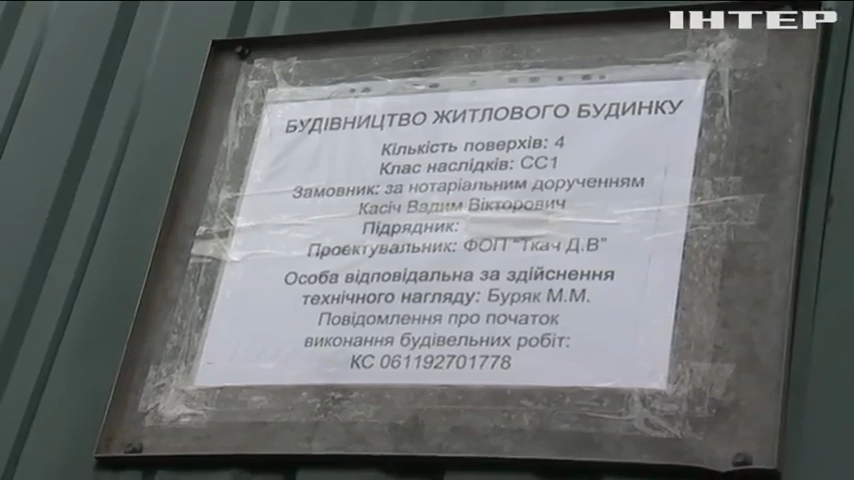 ІНТЕР
БУДІВНИЦТВО ЖИТЛОВОГО БУДИНКУ
Кількість поверхів: 4
Клас наслідків: СС1
Замовник: за нотаріальним дорученням
Касіч Вадим Вікторович
Підрядник:
Проектувальник: ФОП "Ткач Д.В"
Особа відповідальна за здійснення
технічного нагляду: Буряк М.М.
Повідомлення про початок
виконання будівельних робіт:
КС 061192701778